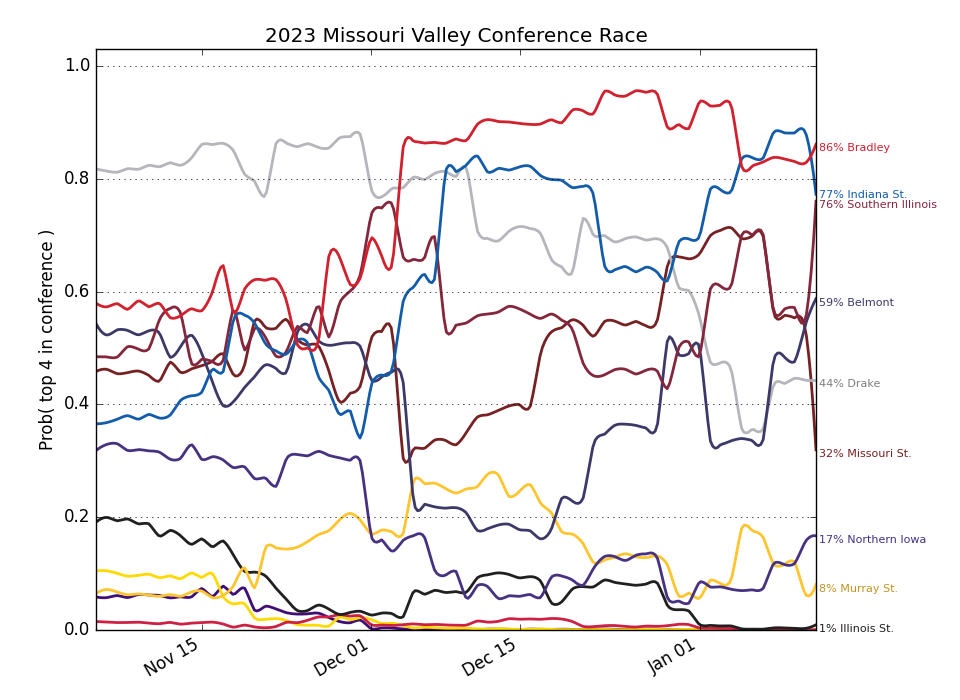 2023 Missouri Valley Conference Race
Prob( top 4 in conference )
1.0
0.8
0.6
0.4
0.2
0.0
Nov 15
Dec 01
Dec 15
Jan 01
86% Bradley
77% Indiana St.
76% Southern Illinois
59% Belmont
44% Drake
32% Missouri St.
17% Northern Iowa
8% Murray St.
1% Illinois St.